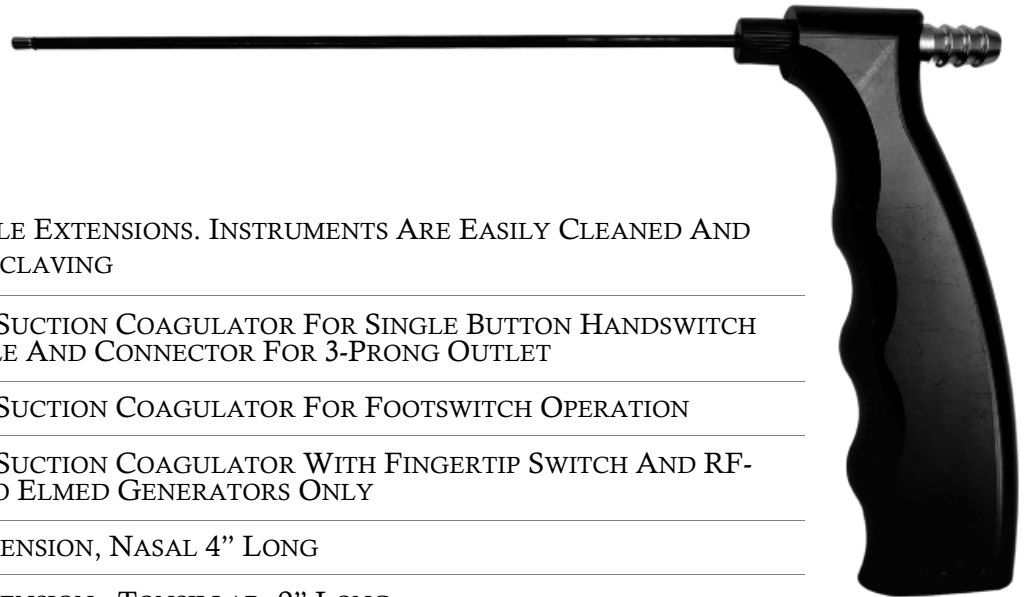 LE EXTENSIONS. INSTRUMENTS ARE EASILY CLEANED AND
CLAVING
SUCTION COAGULATOR FOR SINGLE BUTTON HANDSWITCH
LE AND CONNECTOR FOR 3-PRONG OUTLET
SUCTION COAGULATOR FOR FOOTSWITCH OPERATION
SUCTION COAGULATOR WITH FINGERTIP SWITCH AND RF-
D ELMED GENERATORS ONLY
ENSION, NASAL 4” LONG